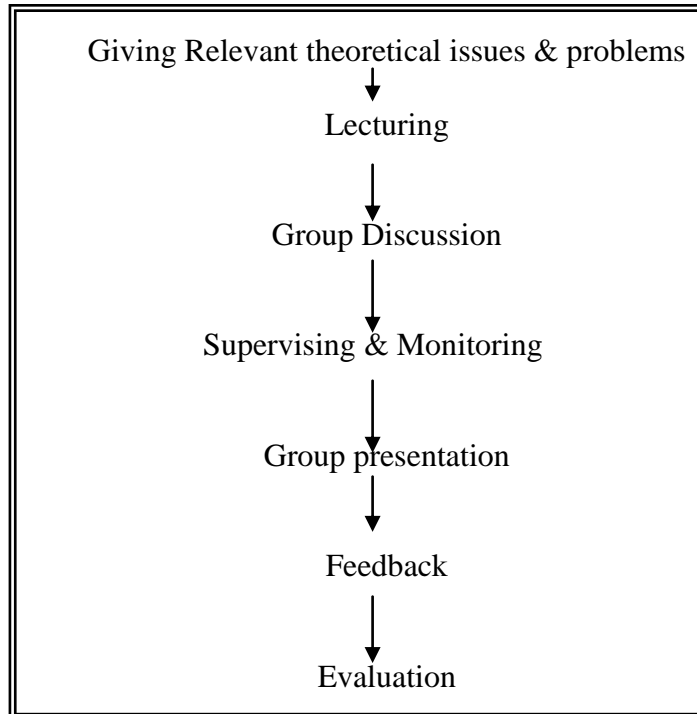 Giving Relevant theoretical issues & problems
Lecturing
Group Discussion
Supervising & Monitoring
Group presentation
Feedback
Evaluation